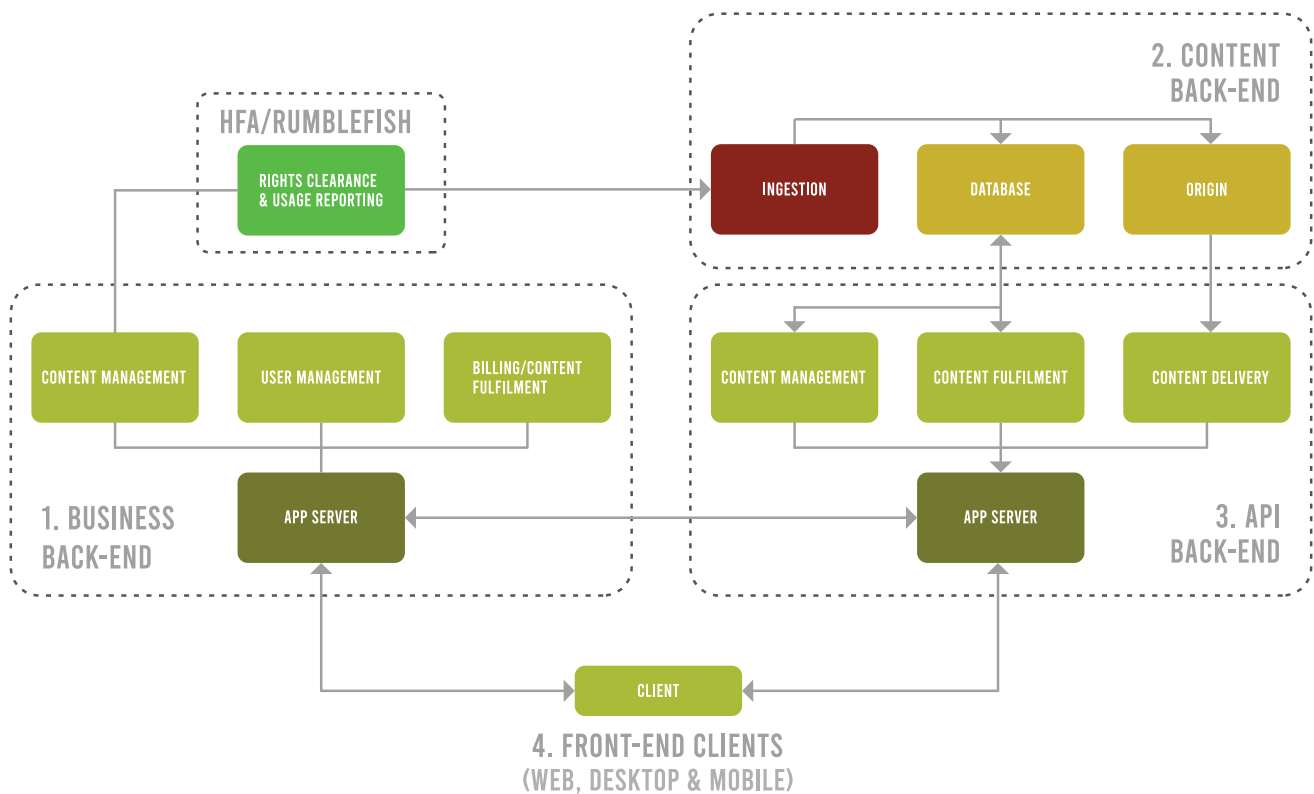 2. CONTENT
BACK-END
HFA/RUMBLEFISH
RIGHTS CLEARANCE
& USAGE REPORTING
INGESTION
DATABASE
ORIGIN
CONTENT MANAGEMENT
USER MANAGEMENT
BILLING/CONTENT
FULFILMENT
CONTENT MANAGEMENT
CONTENT FULFILMENT
CONTENT DELIVERY
1. BUSINESS
BACK-END
APP SERVER
APP SERVER
3. API
BACK-END
CLIENT
4. FRONT-END CLIENTS
(WEB, DESKTOP & MOBILE)